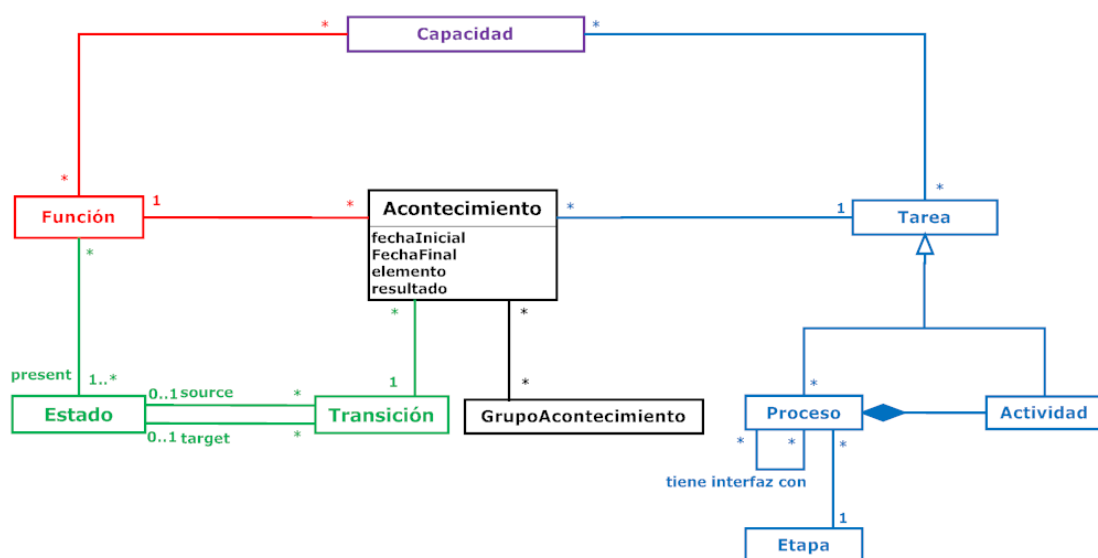 * Capacidad *
* 1 * * 1 *
Función
Acontecimiento
Tarea
fechaInicial
FechaFinal
elemento
resultado
*
* *
present 1..* 1 * *
0..1 source *
Estado
Transición
GrupoAcontecimiento
Proceso
Actividad
0..1 target *
* * *
tiene interfaz con
1
Etapa